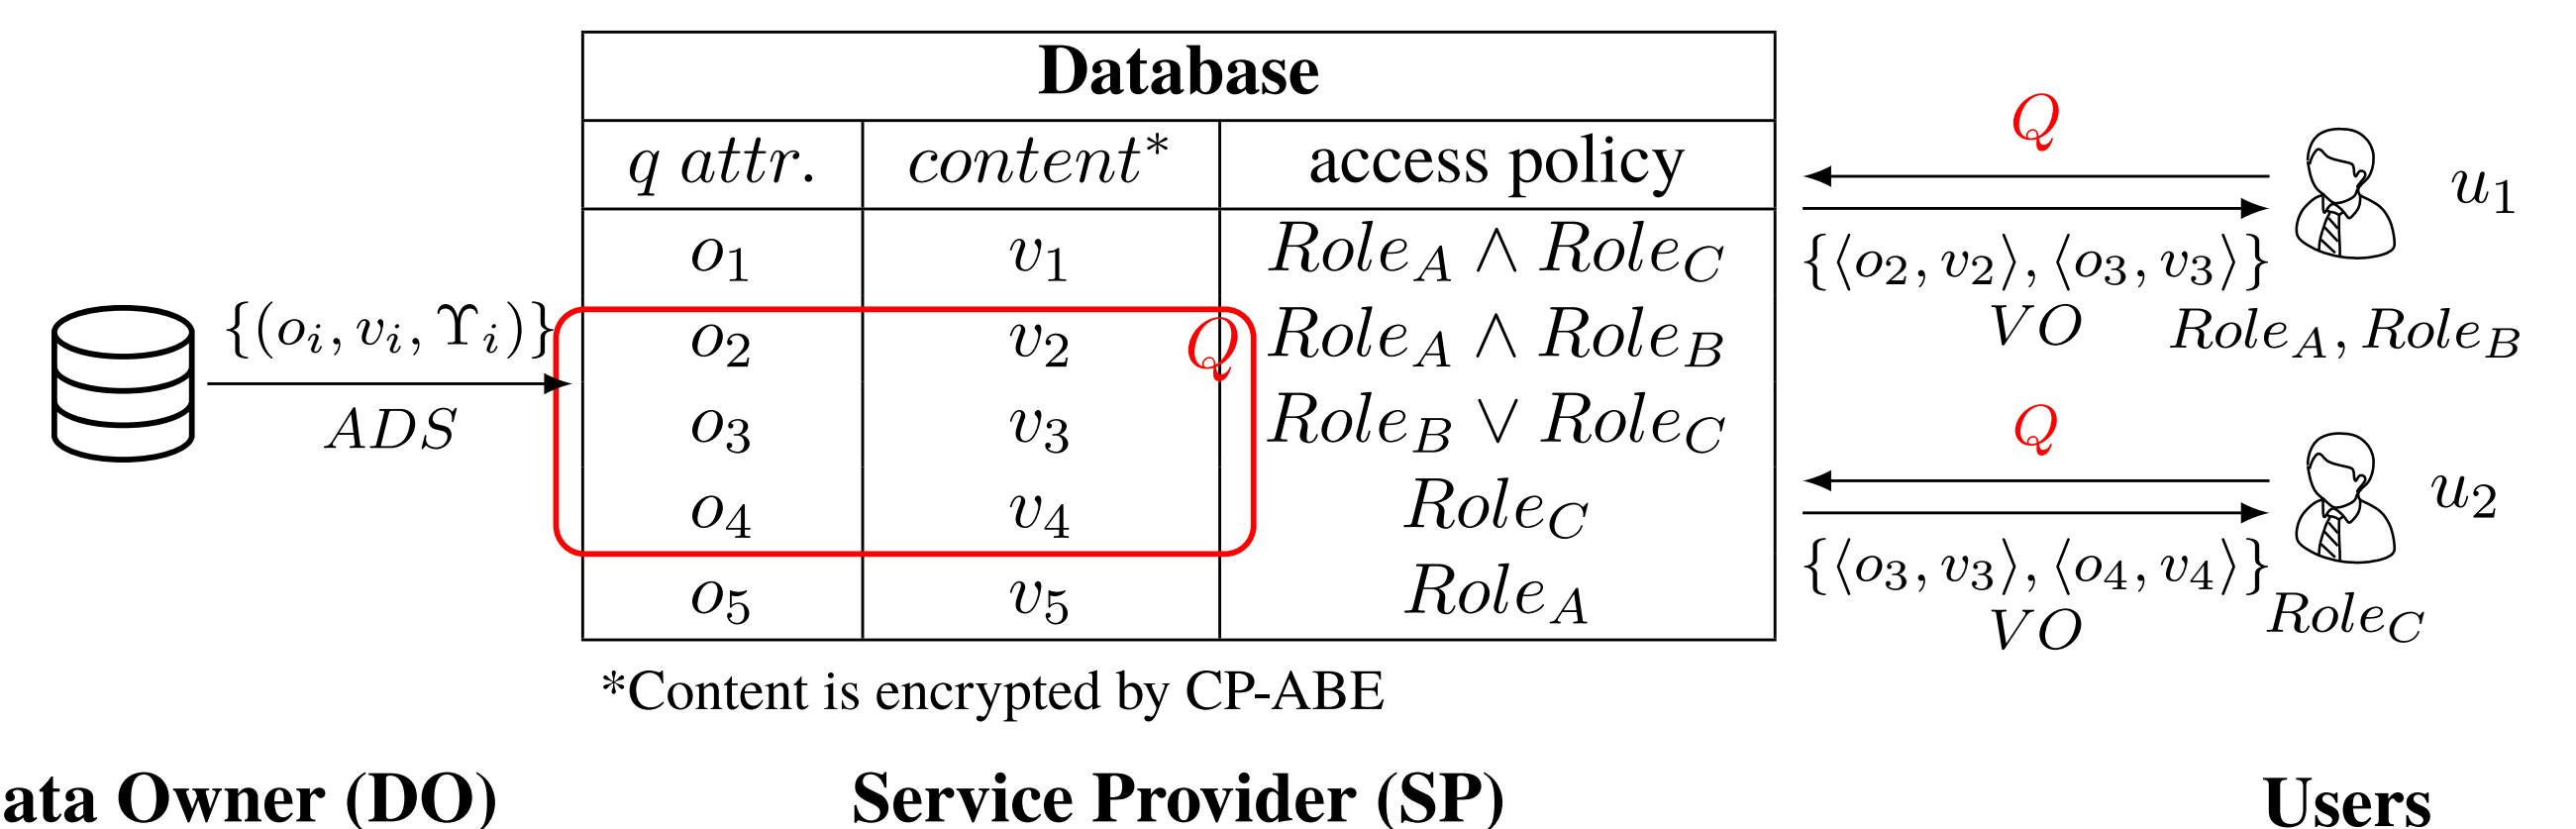 Database
q attr. content* access policy
o1 v1 RoleA ∧ RoleC
o2 v2 RoleA ∧ RoleB
o3 v3 RoleB ∨ RoleC
o4 v4 RoleC
o5 v5 RoleA
Q
*Content is encrypted by CP-ABE
{(oi, vi, ϒi)}
ADS
Q
u1
{⟨o2, v2⟩, ⟨o3, v3⟩}
VO
RoleA, RoleB
Q
u2
{⟨o3, v3⟩, ⟨o4, v4⟩}
VO
RoleC
ata Owner (DO)
Service Provider (SP)
Users